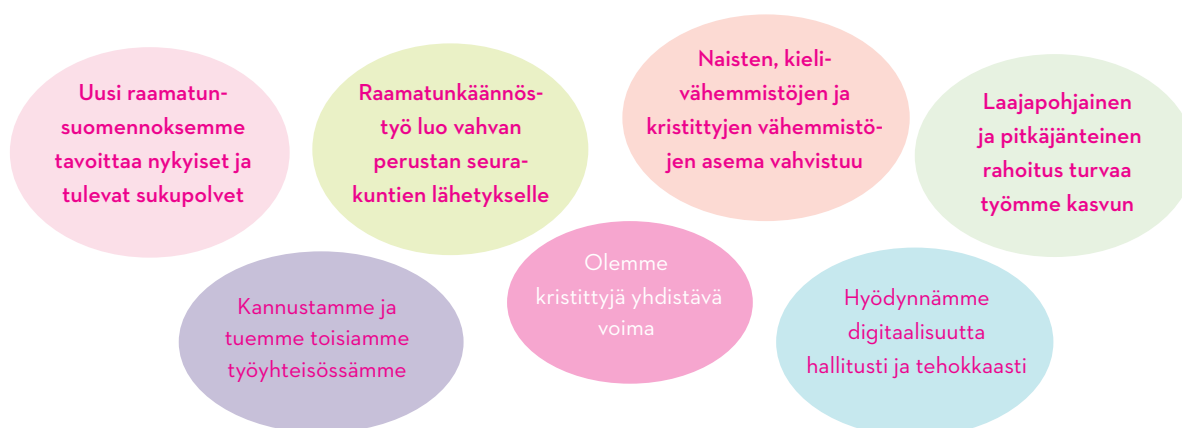 Uusi raamatun-
suomennoksemme
tavoittaa nykyiset ja
tulevat sukupolvet
Raamatunkäännös-
työ luo vahvan
perustan seura-
kuntien lähetykselle
Naisten, kieli-
vähemmistöjen ja
kristittyjen vähemmistö-
jen asema vahvistuu
Laajapohjainen
ja pitkäjänteinen
rahoitus turvaa
työmme kasvun
Kannustamme ja
tuemme toisiamme
työyhteisössämme
Olemme
kristittyjä yhdistävä
voima
Hyödynnämme
digitaalisuutta
hallitusti ja tehokkaasti